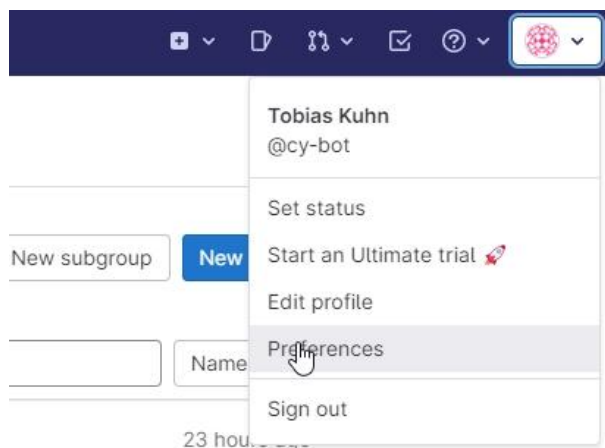 Tobias Kuhn
@cy-bot
Set status
Start an Ultimate trial 🚀
New subgroup
New
Edit profile
Preferences
Name
Sign out
23 hours ago